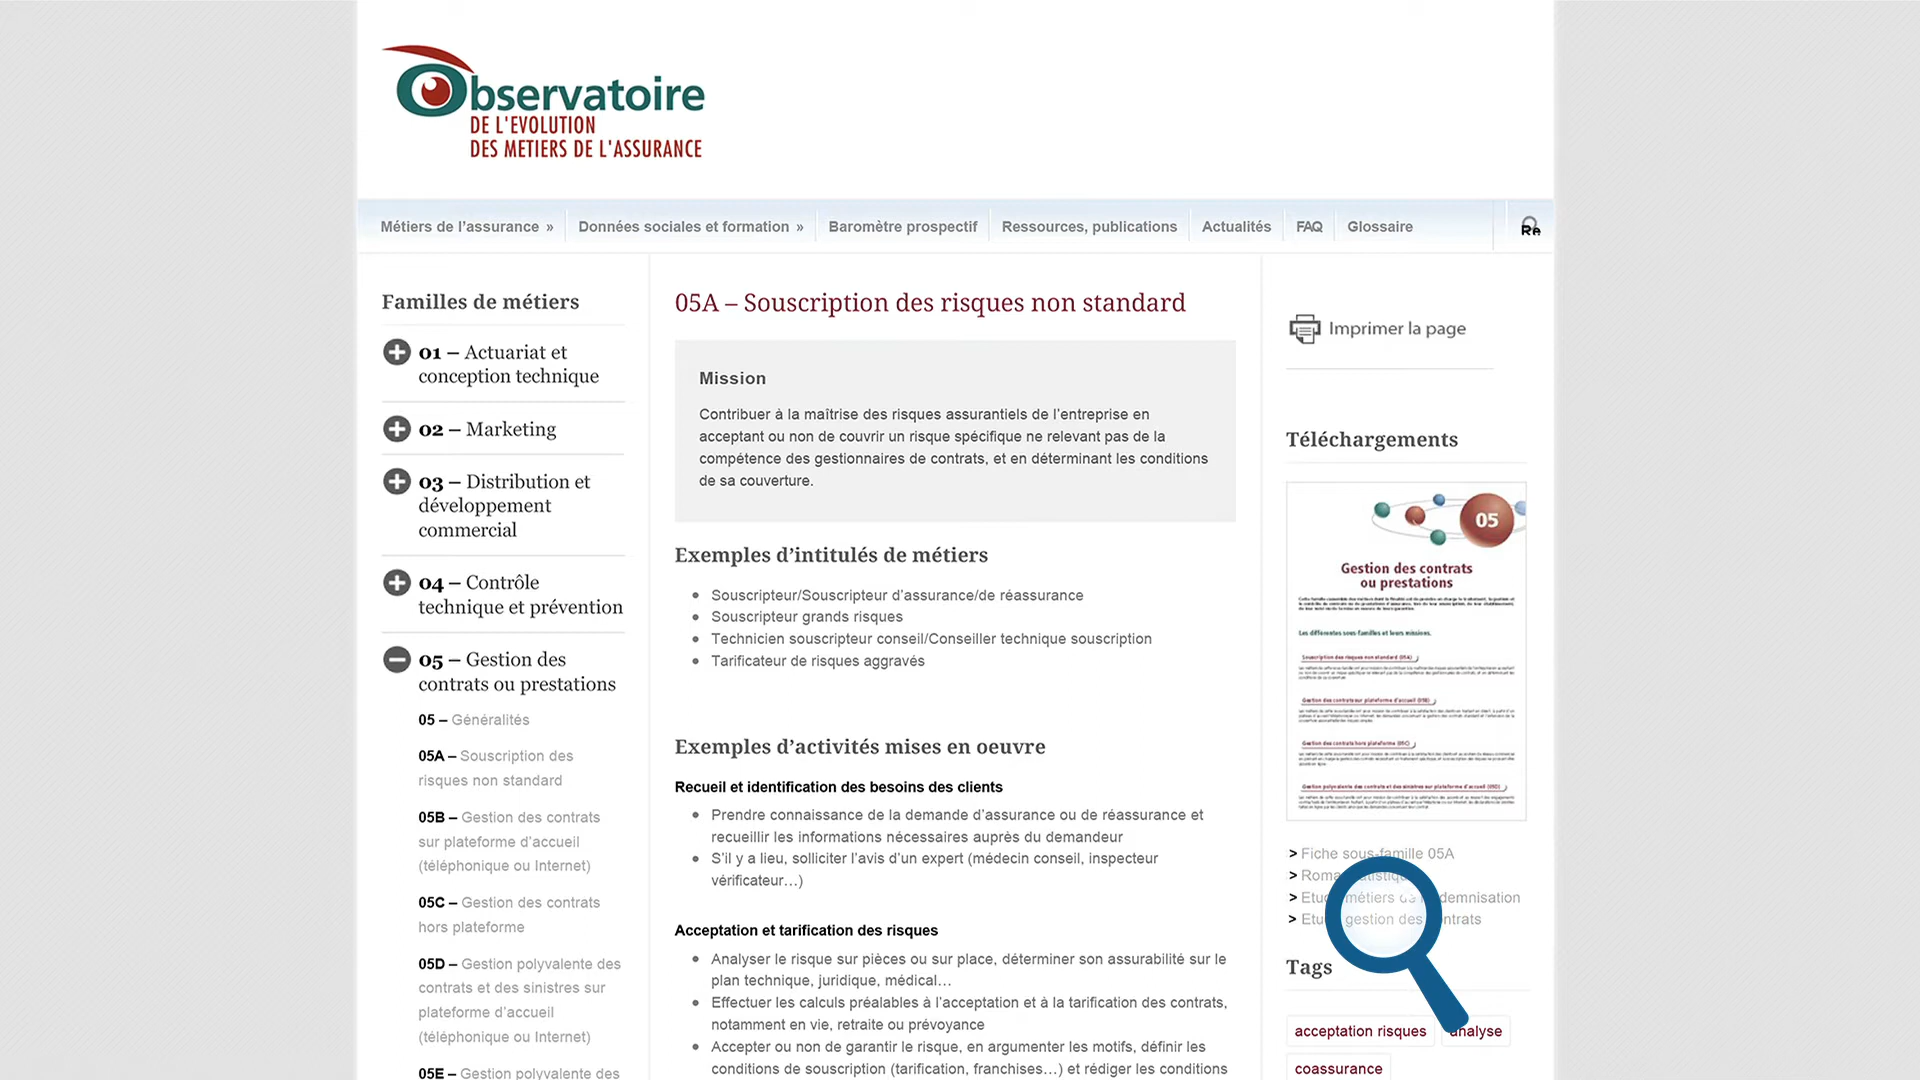 Observatoire
DE L'EVOLUTION
DES METIERS DE L'ASSURANCE
Métiers de l’assurance »
Données sociales et formation »
Baromètre prospectif
Ressources, publications
Actualités
FAQ
Glossaire
Re
Familles de métiers
01 – Actuariat et
conception technique
02 – Marketing
03 – Distribution et
développement
commercial
04 – Contrôle
technique et prévention
05 – Gestion des
contrats ou prestations
05 – Généralités
05A – Souscription des
risques non standard
05B – Gestion des contrats
sur plateforme d’accueil
(téléphonique ou Internet)
05C – Gestion des contrats
hors plateforme
05D – Gestion polyvalente des
contrats et des sinistres sur
plateforme d’accueil
(téléphonique ou Internet)
05E – Gestion polyvalente des
05A – Souscription des risques non standard
Mission
Contribuer à la maîtrise des risques assurantiels de l’entreprise en
acceptant ou non de couvrir un risque spécifique ne relevant pas de la
compétence des gestionnaires de contrats, et en déterminant les conditions
de sa couverture.
Exemples d’intitulés de métiers
Souscripteur/Souscripteur d’assurance/de réassurance
Souscripteur grands risques
Technicien souscripteur conseil/Conseiller technique souscription
Tarificateur de risques aggravés
Exemples d’activités mises en oeuvre
Recueil et identification des besoins des clients
Prendre connaissance de la demande d’assurance ou de réassurance et
recueillir les informations nécessaires auprès du demandeur
S’il y a lieu, solliciter l’avis d’un expert (médecin conseil, inspecteur
vérificateur…)
Acceptation et tarification des risques
Analyser le risque sur pièces ou sur place, déterminer son assurabilité sur le
plan technique, juridique, médical…
Effectuer les calculs préalables à l’acceptation et à la tarification des contrats,
notamment en vie, retraite ou prévoyance
Accepter ou non de garantir le risque, en argumenter les motifs, définir les
conditions de souscription (tarification, franchises…) et rédiger les conditions
Imprimer la page
Téléchargements
05
Gestion des contrats
ou prestations
Les différentes sous-familles et leurs missions.
Souscription des risques non standard (05A)
Gestion des contrats sur plateforme d'accueil (05B)
Gestion des contrats hors plateforme (05C)
Gestion polyvalente des contrats et des sinistres sur plateforme d'accueil (05D)
> Fiche sous-famille 05A
>
> métiers
> gestion des
Tags
acceptation risques
analyse
coassurance